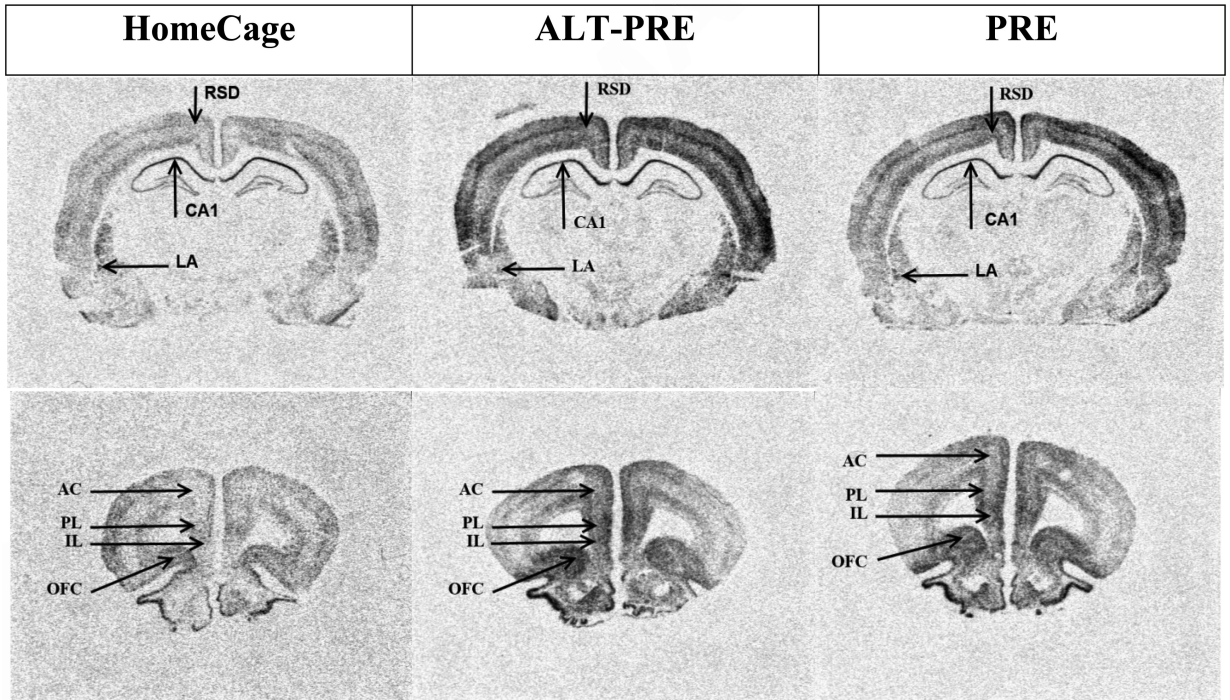 HomeCage ALT-PRE PRE
RSD RSD RSD
CA1 CA1 CA1
LA LA LA
AC AC AC
PL PL PL
IL IL IL
OFC OFC OFC